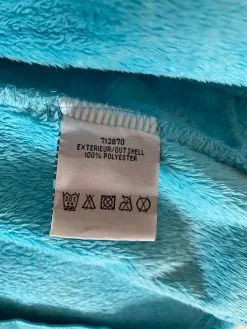 713870
EXTERIEUR/OUTSHELL
100% POLYESTER